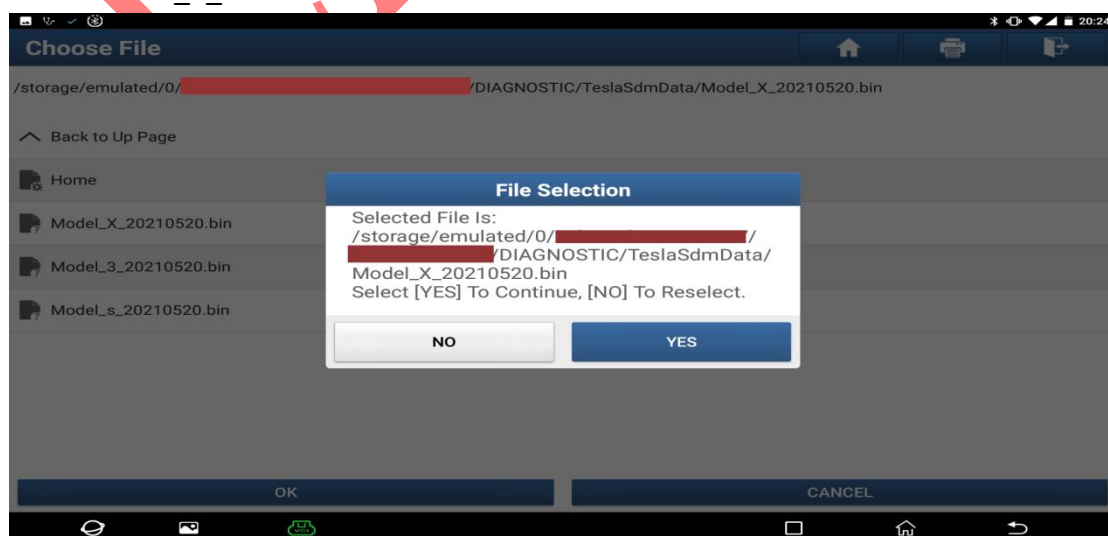 20:24
Choose File
/storage/emulated/0/ /DIAGNOSTIC/TeslaSdmData/Model_X_20210520.bin
Back to Up Page
Home
Model_X_20210520.bin
Model_3_20210520.bin
Model_s_20210520.bin
File Selection
Selected File Is:
/storage/emulated/0/ /
/DIAGNOSTIC/TeslaSdmData/
Model_X_20210520.bin
Select [YES] To Continue, [NO] To Reselect.
NO YES
OK CANCEL
VCI